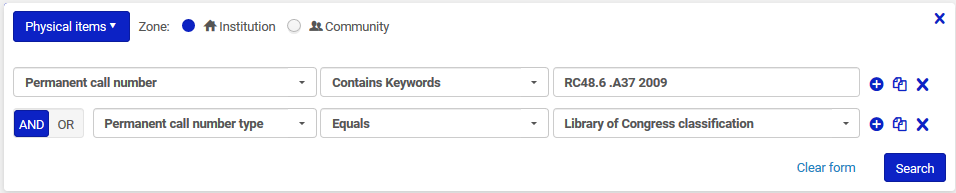 Physical items Zone: Institution Community
Permanent call number Contains Keywords RC48.6 .A37 2009
AND OR Permanent call number type Equals Library of Congress classification
Clear form Search